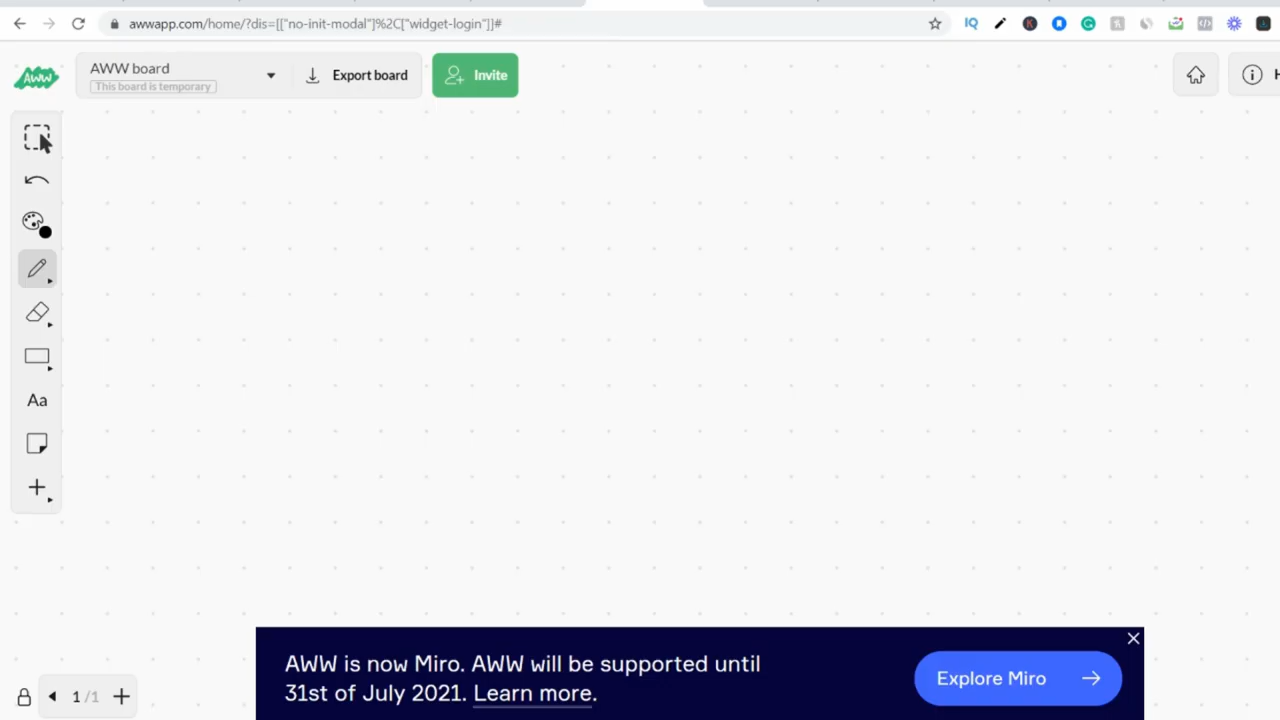 awwapp.com/home/?dis=[["no-init-modal"]%2C["widget-login"]]#
AWW
AWW board
This board is temporary
Export board
Invite
Aa
1/1
AWW is now Miro. AWW will be supported until
31st of July 2021. Learn more.
Explore Miro